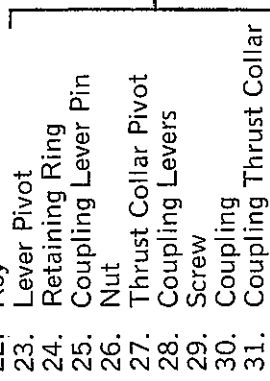 23. Lever Pivot
24. Retaining Ring
25. Coupling Lever Pin
26. Nut
27. Thrust Collar Pivot
28. Coupling Levers
29. Screw
30. Coupling
31. Coupling Thrust Collar